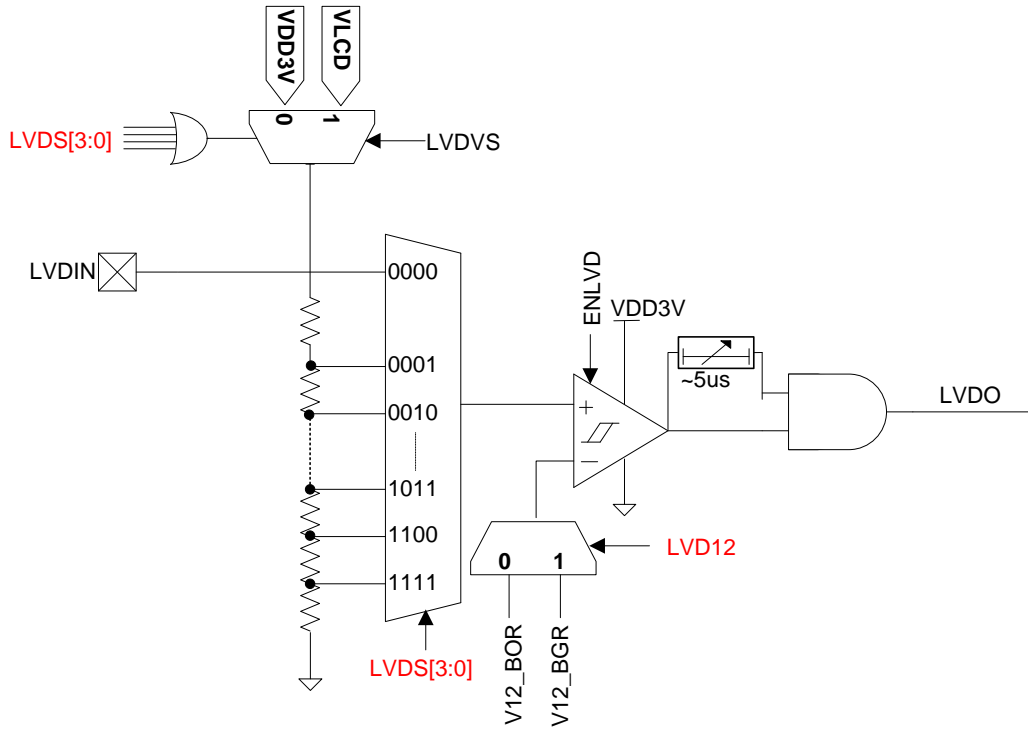 VDD3V
VLCD
0
1
LVDS[3:0]
LVDVS
LVDIN
0000
0001
0010
1011
1100
1111
LVDS[3:0]
ENLVD
VDD3V
+
−
~5us
LVDO
0
1
LVD12
V12_BOR
V12_BGR